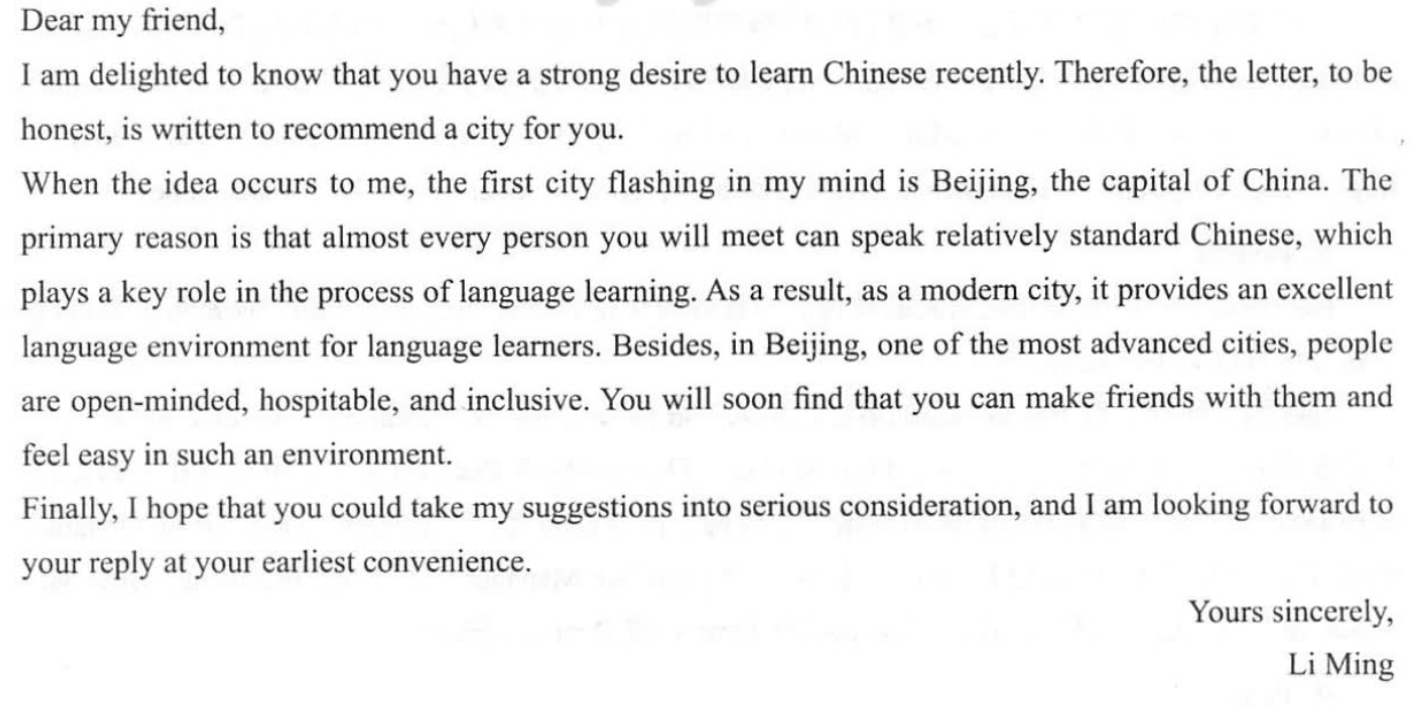 Dear my friend,
I am delighted to know that you have a strong desire to learn Chinese recently. Therefore, the letter, to be
honest, is written to recommend a city for you.
When the idea occurs to me, the first city flashing in my mind is Beijing, the capital of China. The
primary reason is that almost every person you will meet can speak relatively standard Chinese, which
plays a key role in the process of language learning. As a result, as a modern city, it provides an excellent
language environment for language learners. Besides, in Beijing, one of the most advanced cities, people
are open-minded, hospitable, and inclusive. You will soon find that you can make friends with them and
feel easy in such an environment.
Finally, I hope that you could take my suggestions into serious consideration, and I am looking forward to
your reply at your earliest convenience.
Yours sincerely,
Li Ming